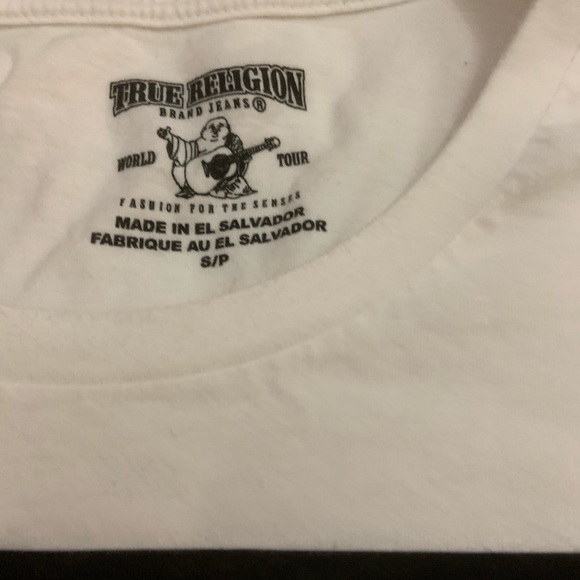 TRUE RELIGION
BRAND JEANS®
WORLD TOUR
FASHION FOR THE SENSES
MADE IN EL SALVADOR
FABRIQUE AU EL SALVADOR
S/P